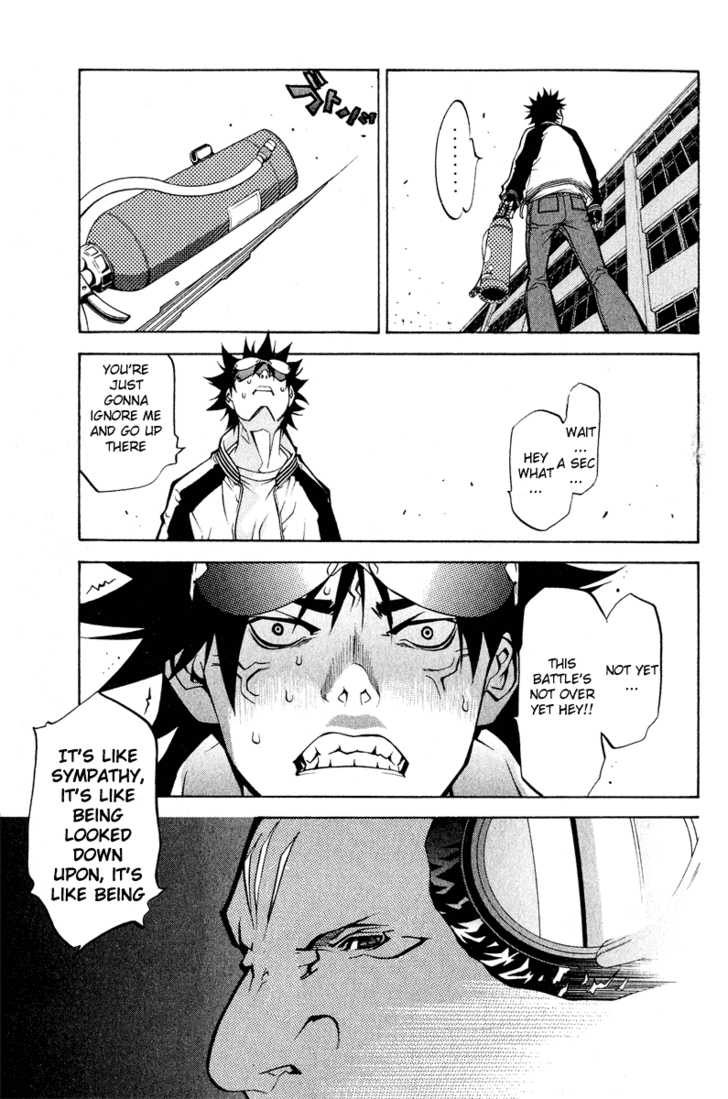 ......
WAIT
...
A SEC
...
HEY
WHAT
...
YOU'RE
JUST
GONNA
IGNORE ME
AND GO UP
THERE
NOT YET
...
THIS
BATTLE'S
NOT OVER
YET HEY!!
IT'S LIKE
SYMPATHY,
IT'S LIKE
BEING
LOOKED
DOWN
UPON, IT'S
LIKE BEING